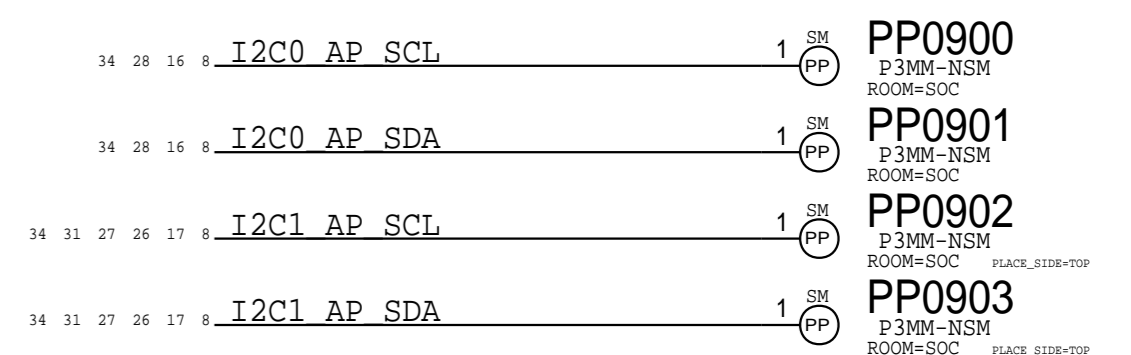 34 28 16 8 I2C0_AP_SCL 1 SM PP PP0900
P3MM-NSM
ROOM=SOC
34 28 16 8 I2C0_AP_SDA 1 SM PP PP0901
P3MM-NSM
ROOM=SOC
34 31 27 26 17 8 I2C1_AP_SCL 1 SM PP PP0902
P3MM-NSM
ROOM=SOC PLACE_SIDE=TOP
34 31 27 26 17 8 I2C1_AP_SDA 1 SM PP PP0903
P3MM-NSM
ROOM=SOC PLACE_SIDE=TOP